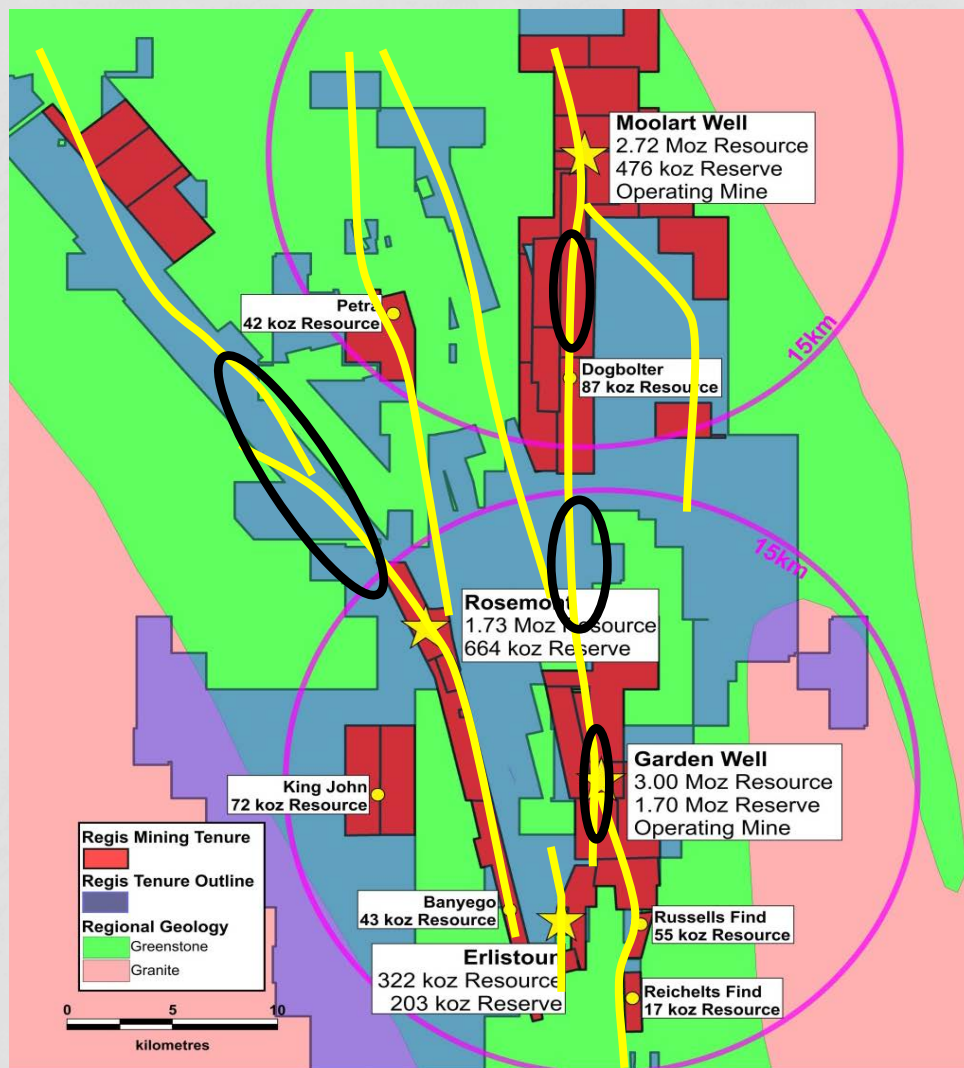 Moolart Well
2.72 Moz Resource
476 koz Reserve
Operating Mine
Petra
42 koz Resource
15km
Dogbolter
87 koz Resource
15km
Rosemont
1.73 Moz Resource
664 koz Reserve
Garden Well
3.00 Moz Resource
1.70 Moz Reserve
Operating Mine
King John
72 koz Resource
Regis Mining Tenure
Regis Tenure Outline
Regional Geology
Greenstone
Granite
0 5 10
kilometres
Banyego
43 koz Resource
Erlistoun
322 koz Resource
203 koz Reserve
Russells Find
55 koz Resource
Reichelts Find
17 koz Resource